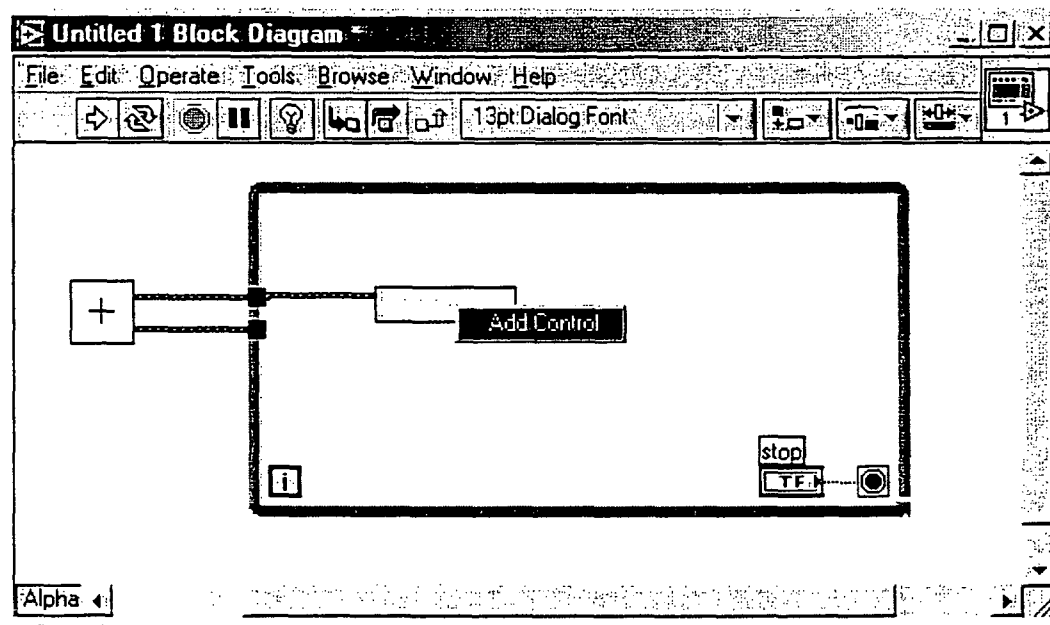 Untitled 1 Block Diagram *
File Edit Operate Tools Browse Window Help
13pt Dialog Font
1
+
Add Control
stop
i
TF
Alpha